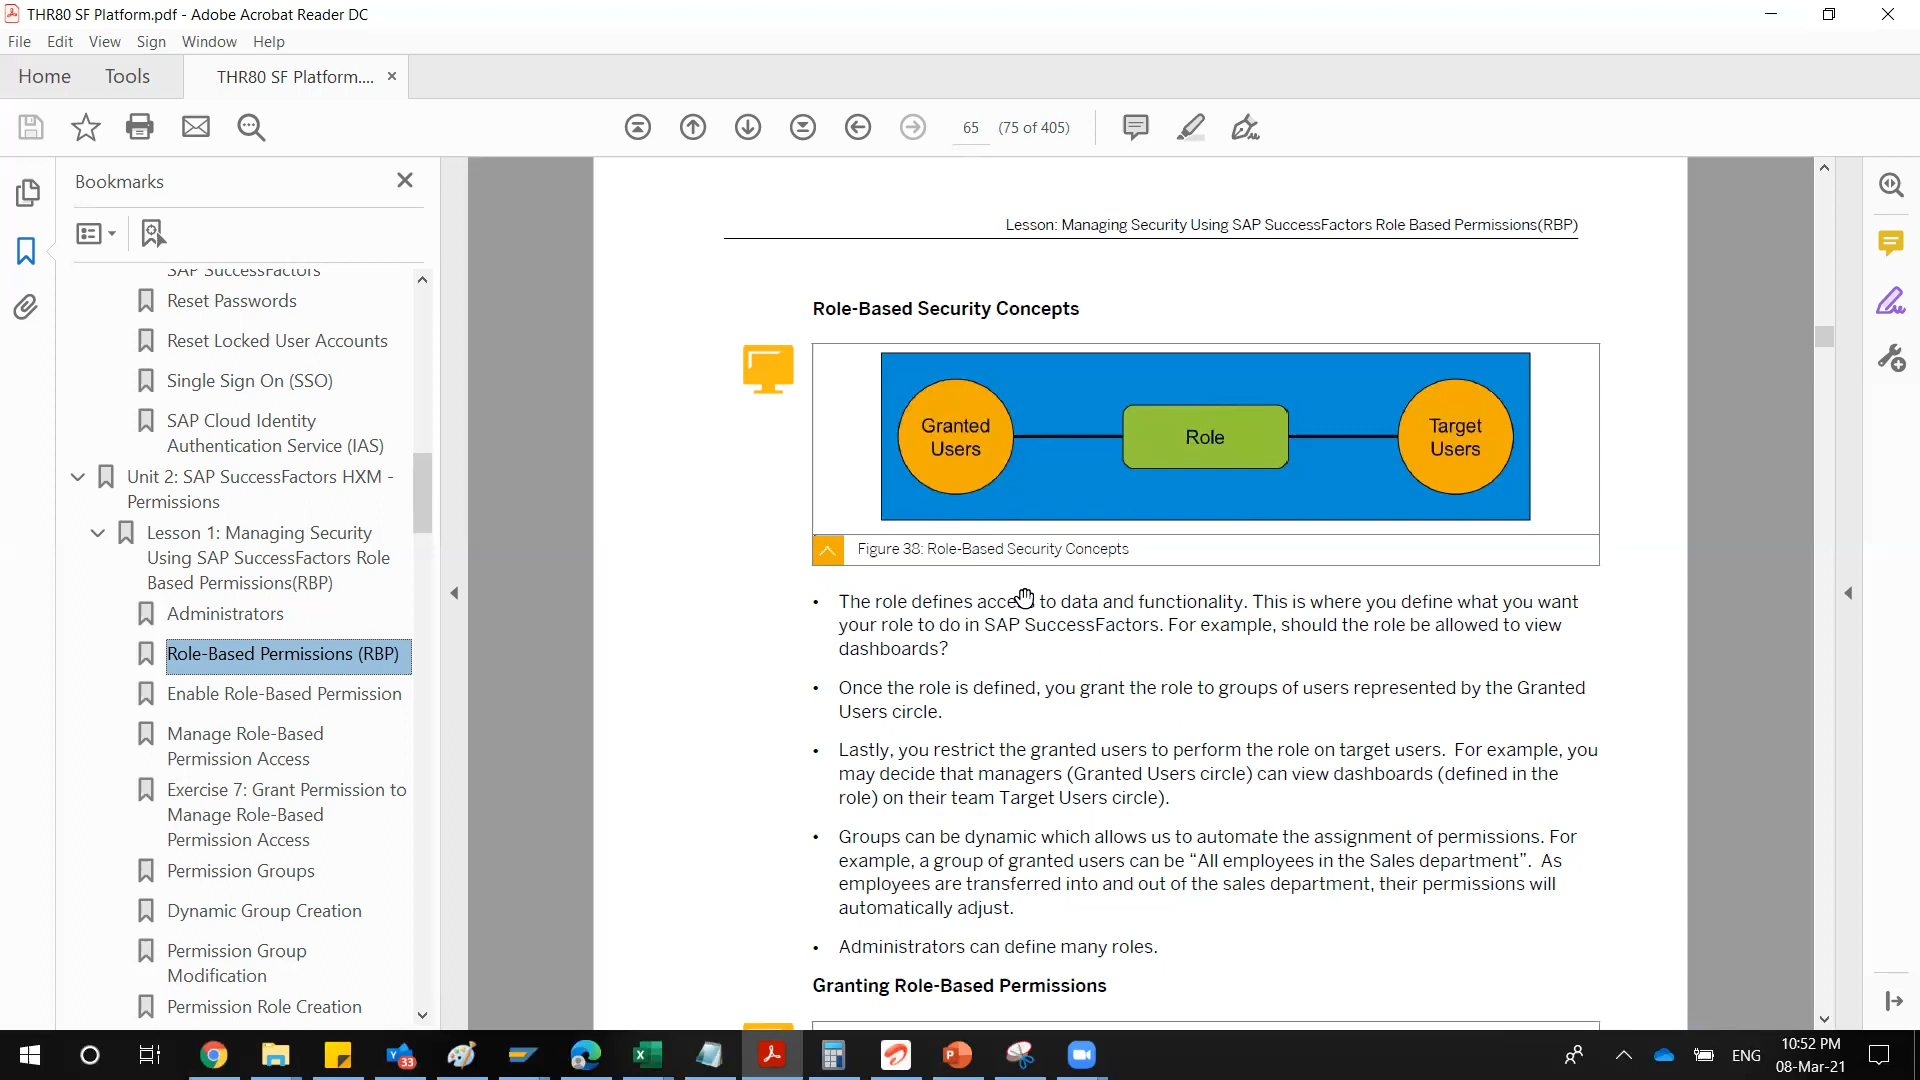 THR80 SF Platform.pdf - Adobe Acrobat Reader DC
File Edit View Sign Window Help
Home Tools THR80 SF Platform....
65 (75 of 405)
Bookmarks
SAP SuccessFactors
Reset Passwords
Reset Locked User Accounts
Single Sign On (SSO)
SAP Cloud Identity
Authentication Service (IAS)
Unit 2: SAP SuccessFactors HXM -
Permissions
Lesson 1: Managing Security
Using SAP SuccessFactors Role
Based Permissions(RBP)
Administrators
Role-Based Permissions (RBP)
Enable Role-Based Permission
Manage Role-Based
Permission Access
Exercise 7: Grant Permission to
Manage Role-Based
Permission Access
Permission Groups
Dynamic Group Creation
Permission Group
Modification
Permission Role Creation
Lesson: Managing Security Using SAP SuccessFactors Role Based Permissions(RBP)
Role-Based Security Concepts
Granted
Users
Role
Target
Users
Figure 38: Role-Based Security Concepts
• The role defines access to data and functionality. This is where you define what you want
your role to do in SAP SuccessFactors. For example, should the role be allowed to view
dashboards?
• Once the role is defined, you grant the role to groups of users represented by the Granted
Users circle.
• Lastly, you restrict the granted users to perform the role on target users. For example, you
may decide that managers (Granted Users circle) can view dashboards (defined in the
role) on their team Target Users circle).
• Groups can be dynamic which allows us to automate the assignment of permissions. For
example, a group of granted users can be “All employees in the Sales department”. As
employees are transferred into and out of the sales department, their permissions will
automatically adjust.
• Administrators can define many roles.
Granting Role-Based Permissions
33
ENG
10:52 PM
08-Mar-21